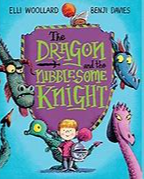 ELLI WOOLLARD BENJI DAVIES
The
DRAGON
and the
NIBBLESOME
KNIGHT